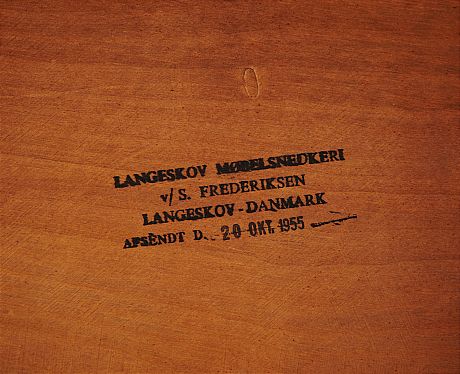 LANGESKOV MØBELSNEDKERI
v/S. FREDERIKSEN
LANGESKOV-DANMARK
AFSENDT D. 20 OKT. 1955